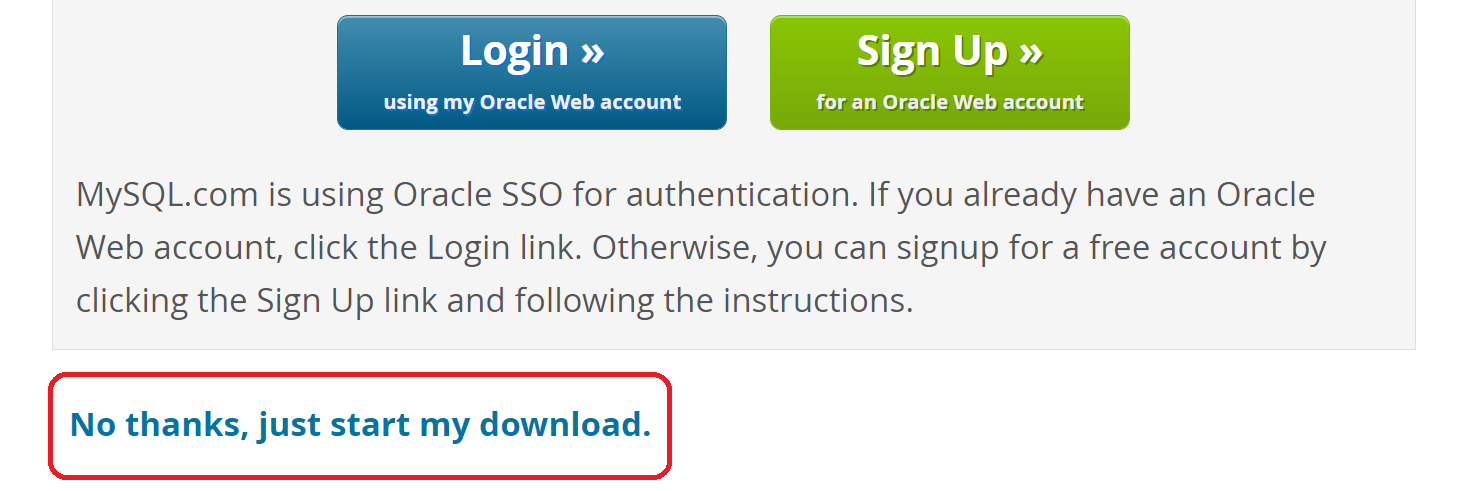 Login »
using my Oracle Web account
Sign Up »
for an Oracle Web account
MySQL.com is using Oracle SSO for authentication. If you already have an Oracle
Web account, click the Login link. Otherwise, you can signup for a free account by
clicking the Sign Up link and following the instructions.
No thanks, just start my download.